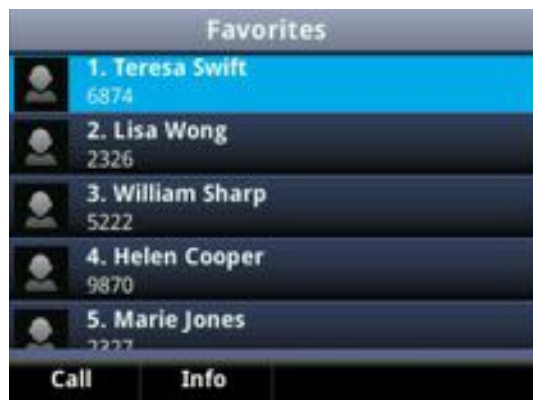 Favorites
1. Teresa Swift
6874
2. Lisa Wong
2326
3. William Sharp
5222
4. Helen Cooper
9870
5. Marie Jones
Call Info